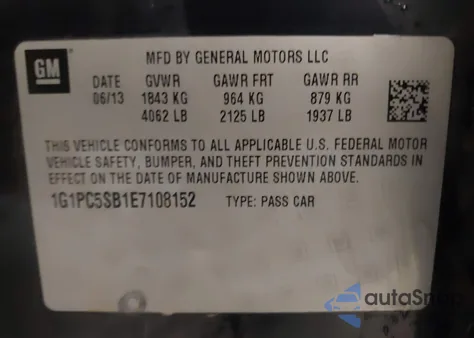 GM
MFD BY GENERAL MOTORS LLC
DATE GVWR GAWR FRT GAWR RR
06/13 1843 KG 964 KG 879 KG
4062 LB 2125 LB 1937 LB
THIS VEHICLE CONFORMS TO ALL APPLICABLE U.S. FEDERAL MOTOR
VEHICLE SAFETY, BUMPER, AND THEFT PREVENTION STANDARDS IN
EFFECT ON THE DATE OF MANUFACTURE SHOWN ABOVE.
1G1PC5SB1E7108152 TYPE: PASS CAR
autaSnap